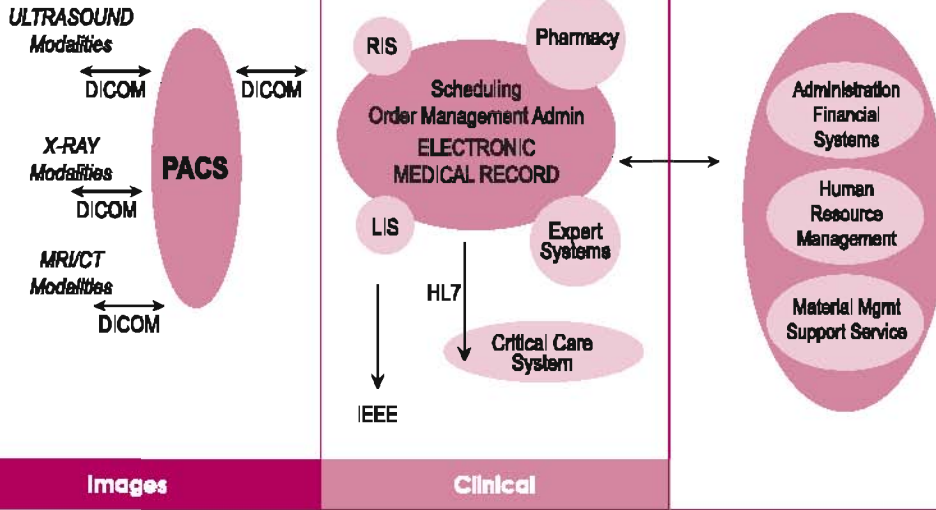 ULTRASOUND
Modalities
DICOM
DICOM
X-RAY
Modalities
DICOM
PACS
MRI/CT
Modalities
DICOM
RIS
Pharmacy
Scheduling
Order Management Admin
ELECTRONIC
MEDICAL RECORD
LIS
Expert
Systems
HL7
Critical Care
System
IEEE
Administration
Financial
Systems
Human
Resource
Management
Material Mgmt
Support Service
Images
Clinical